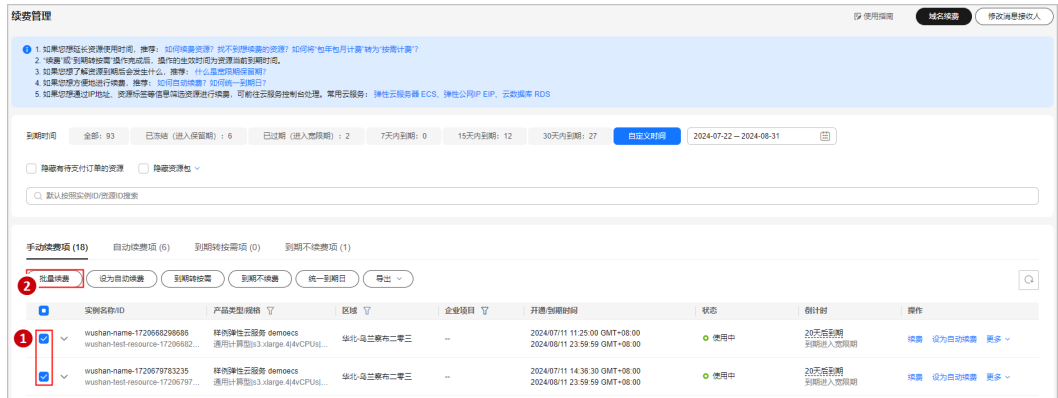 续费管理
使用指南
域名续费
修改消息接收人
1. 如果您想延长资源使用时间，推荐： 如何续费资源？找不到想续费的资源？如何将“包年包月计费”转为“按需计费”？
2. “续费”或“到期转按需”操作完成后，操作的生效时间为资源当前到期时间。
3. 如果您想了解资源到期后会发生什么，推荐： 什么是宽限期保留期？
4. 如果您想方便地进行续费，推荐： 如何自动续费？如何统一到期日？
5. 如果您想通过IP地址、资源标签等信息筛选资源进行续费，可前往云服务控制台处理。常用云服务： 弹性云服务器 ECS、弹性公网IP EIP、云数据库 RDS
到期时间
全部：93
已冻结（进入保留期）：6
已过期（进入宽限期）：2
7天内到期：0
15天内到期：12
30天内到期：27
自定义时间
2024-07-22 – 2024-08-31
隐藏有待支付订单的资源
隐藏资源包
默认按照实例ID/资源ID搜索
手动续费项 (18)
自动续费项 (6)
到期转按需项 (0)
到期不续费项 (1)
2
批量续费
设为自动续费
到期转按需
到期不续费
统一到期日
导出
实例名称/ID
产品类型/规格
区域
企业项目
开通/到期时间
状态
倒计时
操作
1
wushan-name-1720668298686
wushan-test-resource-17206682...
样例弹性云服务 demoecs
通用计算型|s3.xlarge.4|4vCPUs|...
华北-乌兰察布二零三
--
2024/07/11 11:25:00 GMT+08:00
2024/08/11 23:59:59 GMT+08:00
使用中
20天后到期
到期进入宽限期
续费
设为自动续费
更多
wushan-name-1720679783235
wushan-test-resource-17206797...
样例弹性云服务 demoecs
通用计算型|s3.xlarge.4|4vCPUs|...
华北-乌兰察布二零三
--
2024/07/11 14:36:30 GMT+08:00
2024/08/11 23:59:59 GMT+08:00
使用中
20天后到期
到期进入宽限期
续费
设为自动续费
更多